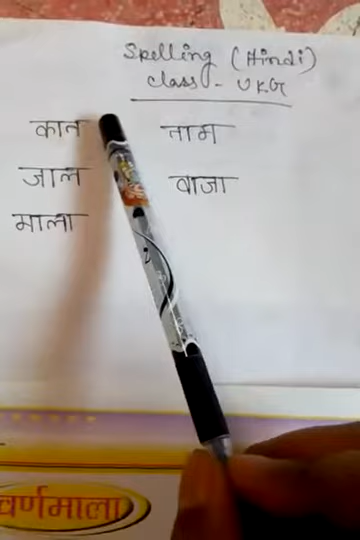 Spelling (Hindi)
Class - UKG
कान
नाम
जाल
बाजा
माला
वर्णमाला